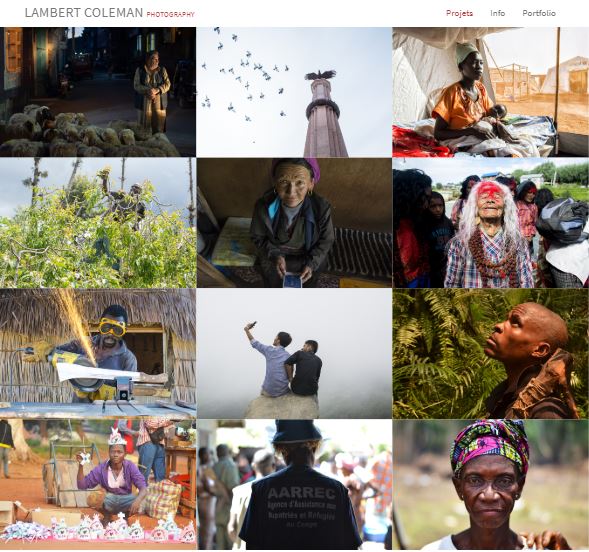 LAMBERT COLEMAN PHOTOGRAPHY
Projets Info Portfolio
AARREC
Agence d'Assistance aux
Rapatriés et Réfugiés
au Congo